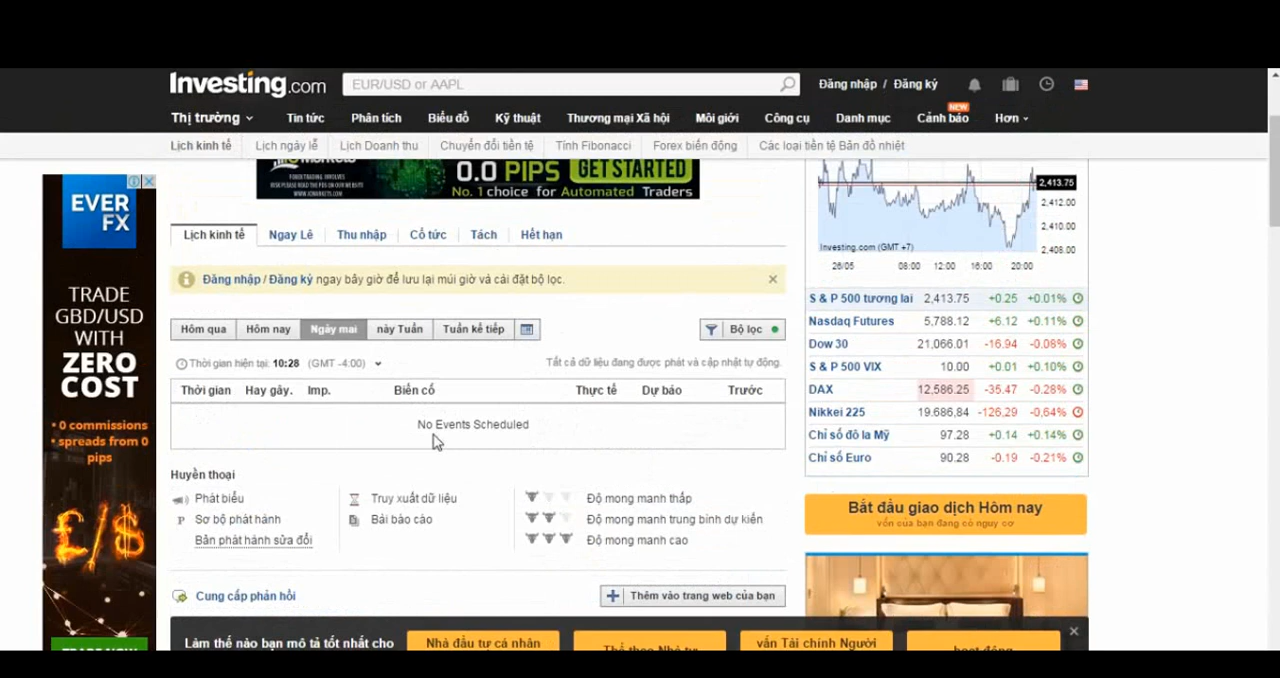 Investing.com
EUR/USD or AAPL
Đăng nhập / Đăng ký
Thị trường
Tin tức
Phân tích
Biểu đồ
Kỹ thuật
Thương mại Xã hội
Môi giới
Công cụ
Danh mục
Cảnh báo
NEW
Hơn
Lịch kinh tế
Lịch ngày lễ
Lịch Doanh thu
Chuyển đổi tiền tệ
Tính Fibonacci
Forex biến động
Các loại tiền tệ Bản đồ nhiệt
0.0 PIPS
GET STARTED
No. 1 choice for Automated Traders
EVER
FX
TRADE
GBP/USD
WITH
ZERO
COST
• 0 commissions
• spreads from 0
pips
£/$
Lịch kinh tế
Ngay Lê
Thu nhập
Cổ tức
Tách
Hết hạn
Đăng nhập / Đăng ký ngay bây giờ để lưu lại múi giờ và cải đặt bộ lọc.
Hôm qua
Hôm nay
Ngày mai
này Tuần
Tuần kế tiếp
Bộ lọc
Thời gian hiện tại: 10:28 (GMT -4:00)
Tất cả dữ liệu đang được phát và cập nhật tự động.
Thời gian
Hay gây.
Imp.
Biến cố
Thực tế
Dự báo
Trước
No Events Scheduled
Huyền thoại
Phát biểu
Truy xuất dữ liệu
Độ mong manh thấp
P
Sơ bộ phát hành
Bài báo cáo
Độ mong manh trung bình dự kiến
Bản phát hành sửa đổi
Độ mong manh cao
Cung cấp phản hồi
Thêm vào trang web của bạn
2,413.75
2,412.00
2,410.00
2,408.00
Investing.com (GMT +7)
26/05
08:00
12:00
16:00
20:00
S & P 500 tương lai 2,413.75 +0.25 +0.01%
Nasdaq Futures 5,788.12 +6.12 +0.11%
Dow 30 21,066.01 -16.94 -0.08%
S & P 500 VIX 10.00 +0.01 +0.10%
DAX 12,586.25 -35.47 -0.28%
Nikkei 225 19.686,84 -126,29 -0,64%
Chỉ số đô la Mỹ 97.28 +0.14 +0.14%
Chỉ số Euro 90.28 -0.19 -0.21%
Bắt đầu giao dịch Hôm nay
vốn của bạn đang có nguy cơ
Làm thế nào bạn mô tả tốt nhất cho
Nhà đầu tư cá nhân
vấn Tài chính Người